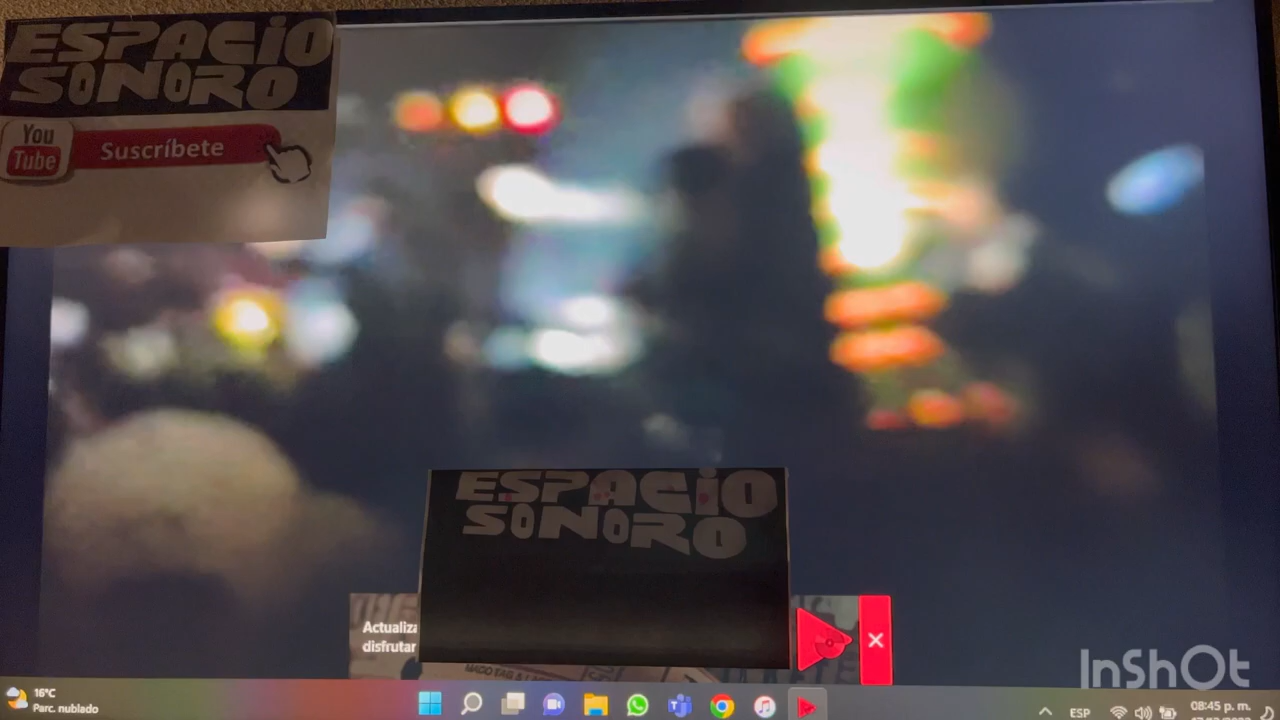 ESPACIO
SONORO
You
Tube
Suscríbete
ESPACIO
SONORO
Actualiza
disfrutar
InShOt
16°C
Parc. nublado
ESP
08:45 p. m.